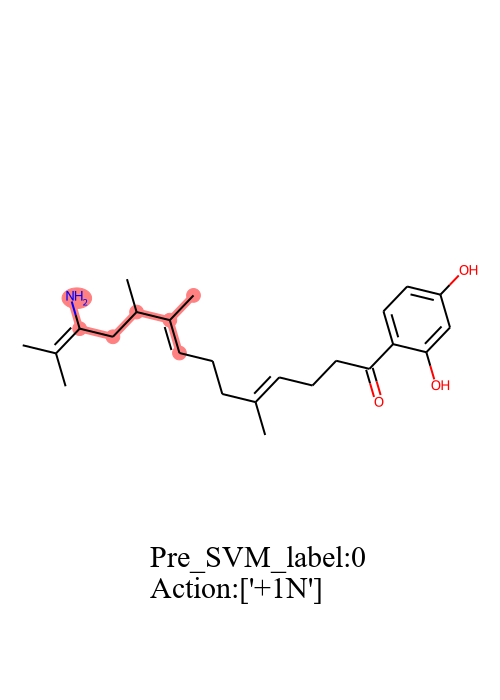 OH
NH2
OH
O
Pre_SVM_label:0
Action:['+1N']